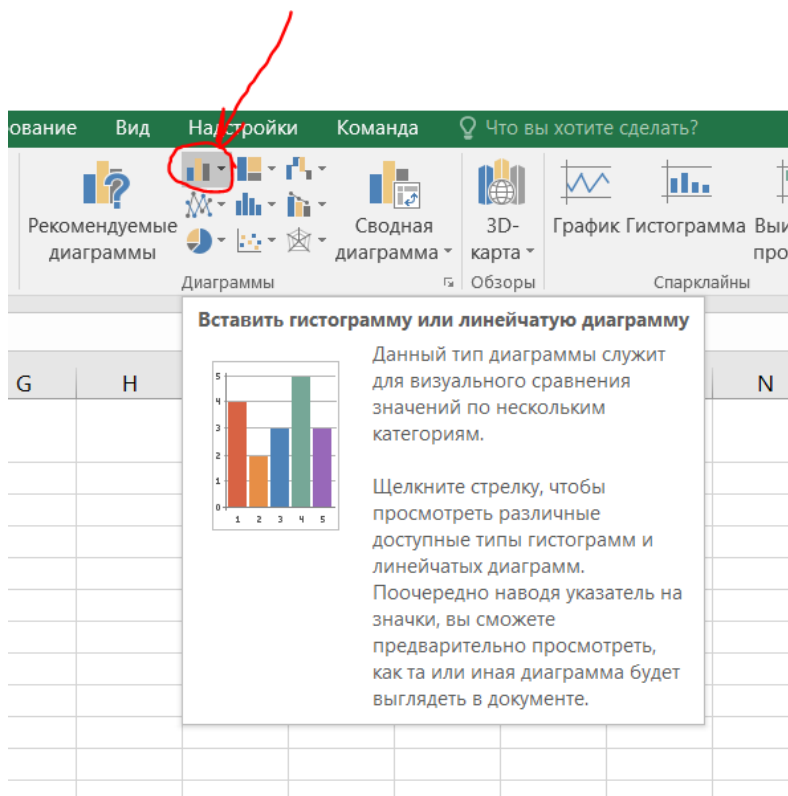 ование Вид Надстройки Команда Что вы хотите сделать?
Рекомендуемые
диаграммы
Сводная
диаграмма
3D-
карта
График Гистограмма Выи
про
Диаграммы Обзоры Спарклайны
Вставить гистограмму или линейчатую диаграмму
Данный тип диаграммы служит
для визуального сравнения
значений по нескольким
категориям.
Щелкните стрелку, чтобы
просмотреть различные
доступные типы гистограмм и
линейчатых диаграмм.
Поочередно наводя указатель на
значки, вы сможете
предварительно просмотреть,
как та или иная диаграмма будет
выглядеть в документе.
5
4
3
2
1
0
1 2 3 4 5
G H N